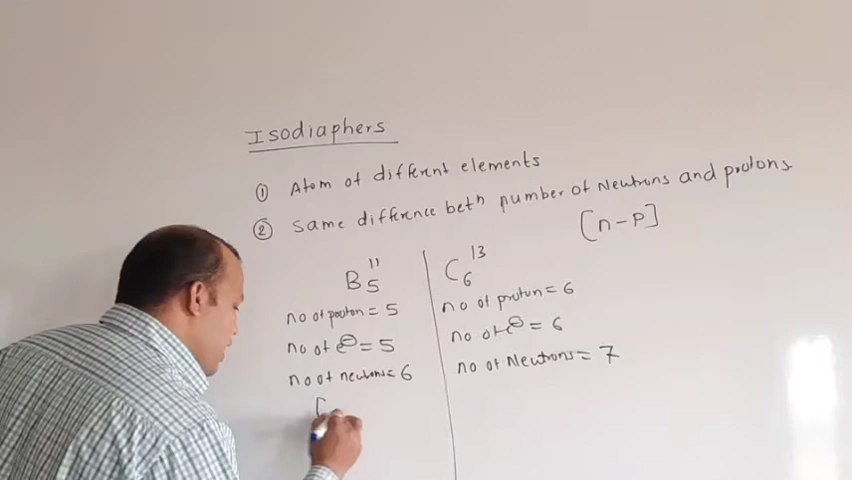 Isodiaphers
① Atom of different elements
② Same difference betn number of Neutrons and protons.
[n-P]
B 11 5
no of proton = 5
no of e⊖ = 5
no of neutrons = 6
[
C 13 6
no of proton = 6
no of e⊖ = 6
no of Neutrons = 7